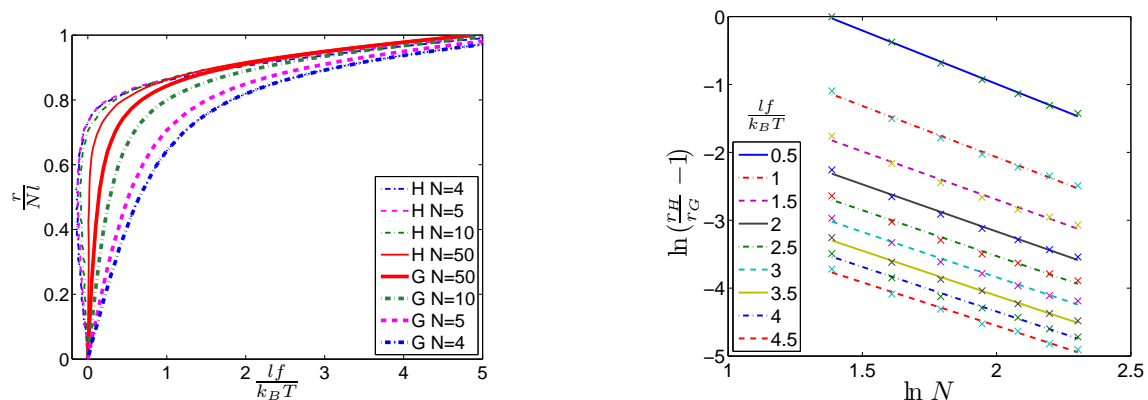 1
0.8
0.6
0.4
0.2
0
r/Nl
0 1 2 3 4 5
lf/k_BT
H N=4
H N=5
H N=10
H N=50
G N=50
G N=10
G N=5
G N=4
0
−1
−2
−3
−4
−5
ln (r_H/r_G −1)
1 1.5 2 2.5
ln N
lf/k_BT
0.5
1
1.5
2
2.5
3
3.5
4
4.5